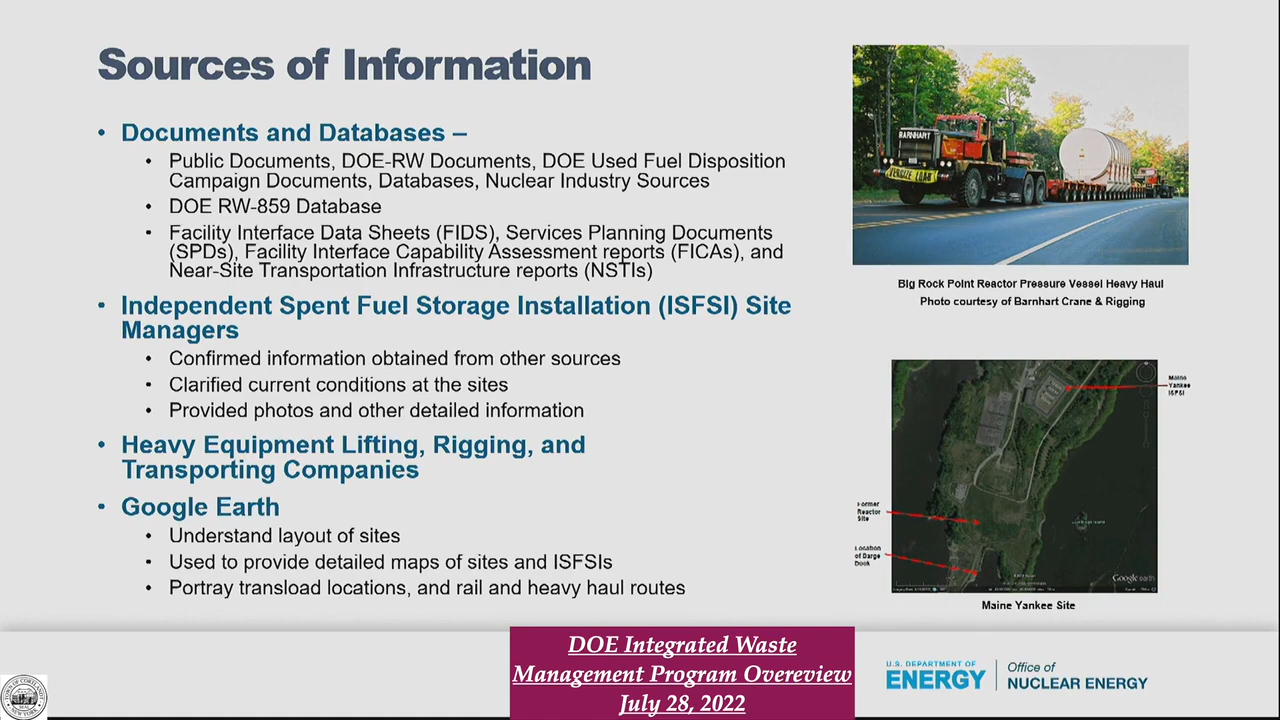 Sources of Information
• Documents and Databases –
• Public Documents, DOE-RW Documents, DOE Used Fuel Disposition
Campaign Documents, Databases, Nuclear Industry Sources
• DOE RW-859 Database
• Facility Interface Data Sheets (FIDS), Services Planning Documents
(SPDs), Facility Interface Capability Assessment reports (FICAs), and
Near-Site Transportation Infrastructure reports (NSTIs)
• Independent Spent Fuel Storage Installation (ISFSI) Site
Managers
• Confirmed information obtained from other sources
• Clarified current conditions at the sites
• Provided photos and other detailed information
• Heavy Equipment Lifting, Rigging, and
Transporting Companies
• Google Earth
• Understand layout of sites
• Used to provide detailed maps of sites and ISFSIs
• Portray transload locations, and rail and heavy haul routes
BARNHART
OVERSIZE LOAD
Big Rock Point Reactor Pressure Vessel Heavy Haul
Photo courtesy of Barnhart Crane & Rigging
Maine
Yankee
ISFSI
Former
Reactor
Site
Location
of Barge
Dock
Google earth
Maine Yankee Site
DOE Integrated Waste
Management Program Overeview
July 28, 2022
U.S. DEPARTMENT OF
ENERGY
Office of
NUCLEAR ENERGY